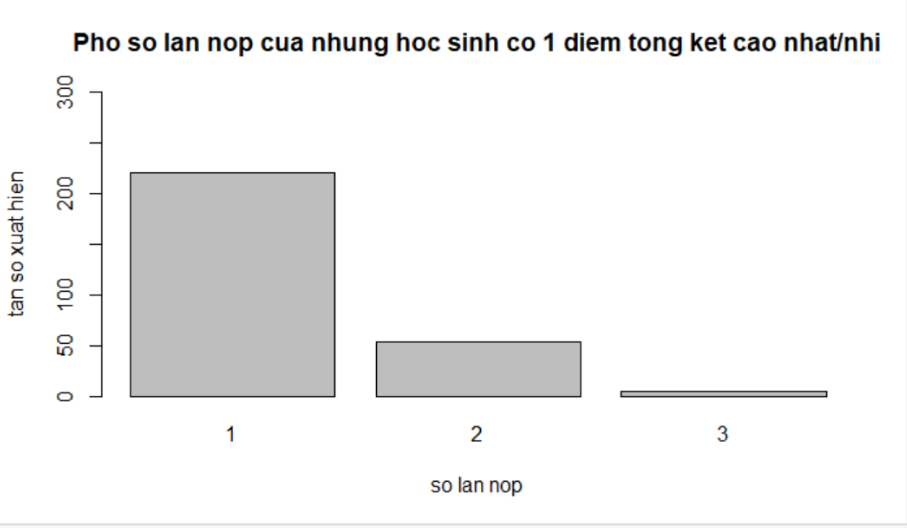 Pho so lan nop cua nhung hoc sinh co 1 diem tong ket cao nhat/nhi
300
200
100
50
0
tan so xuat hien
1 2 3
so lan nop